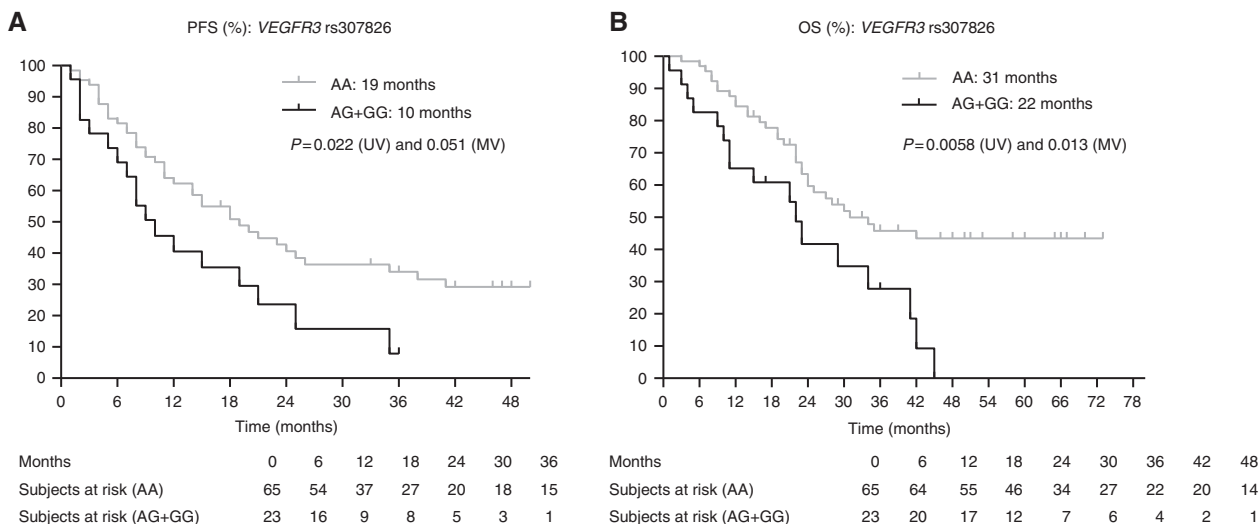 A
PFS (%): VEGFR3 rs307826
100
90
80
70
60
50
40
30
20
10
0
AA: 19 months
AG+GG: 10 months
P=0.022 (UV) and 0.051 (MV)
0 6 12 18 24 30 36 42 48
Time (months)
Months 0 6 12 18 24 30 36
Subjects at risk (AA) 65 54 37 27 20 18 15
Subjects at risk (AG+GG) 23 16 9 8 5 3 1
B
OS (%): VEGFR3 rs307826
100
90
80
70
60
50
40
30
20
10
0
AA: 31 months
AG+GG: 22 months
P=0.0058 (UV) and 0.013 (MV)
0 6 12 18 24 30 36 42 48 54 60 66 72 78
Time (months)
Months 0 6 12 18 24 30 36 42 48
Subjects at risk (AA) 65 64 55 46 34 27 22 20 14
Subjects at risk (AG+GG) 23 20 17 12 7 6 4 2 1